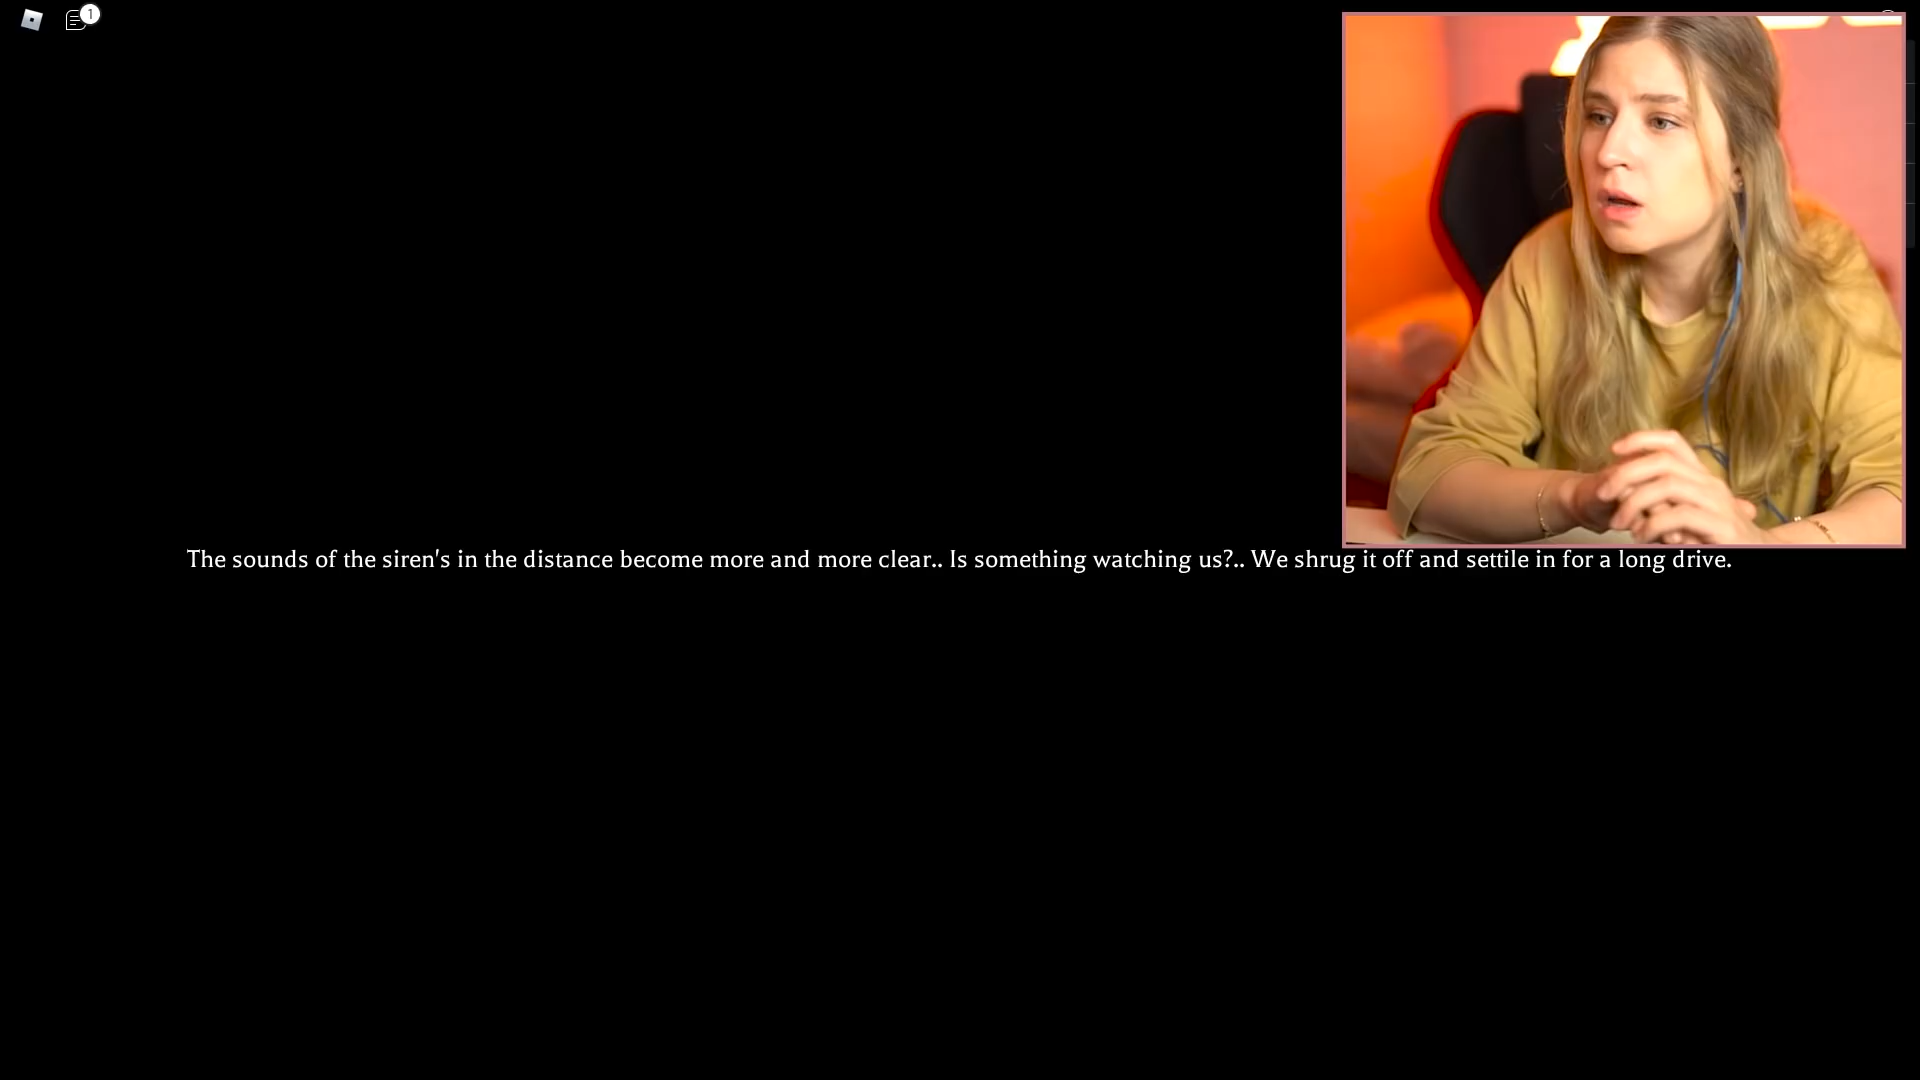 1
The sounds of the siren's in the distance become more and more clear.. Is something watching us?.. We shrug it off and settile in for a long drive.